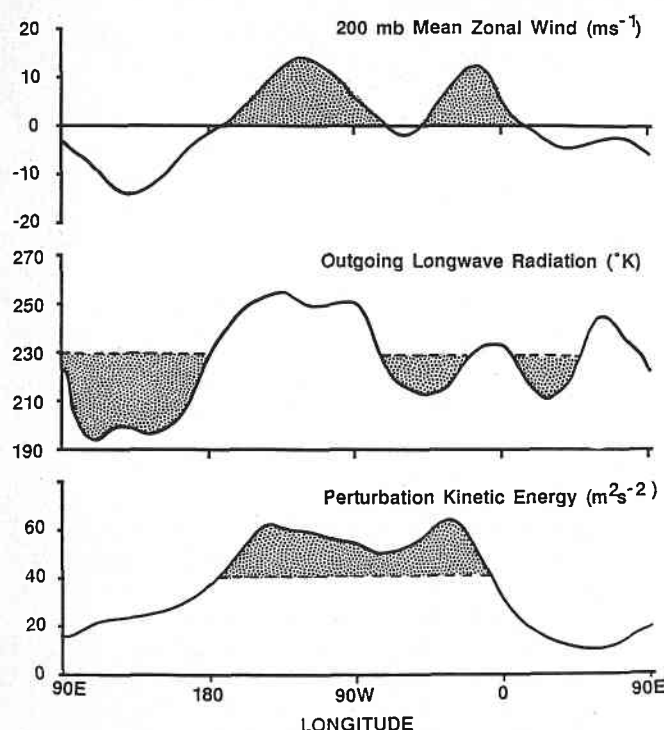 200 mb Mean Zonal Wind (ms⁻¹)
20
10
0
-10
-20
Outgoing Longwave Radiation (°K)
270
250
230
210
190
Perturbation Kinetic Energy (m²s⁻²)
60
40
20
0
90E 180 90W 0 90E
LONGITUDE